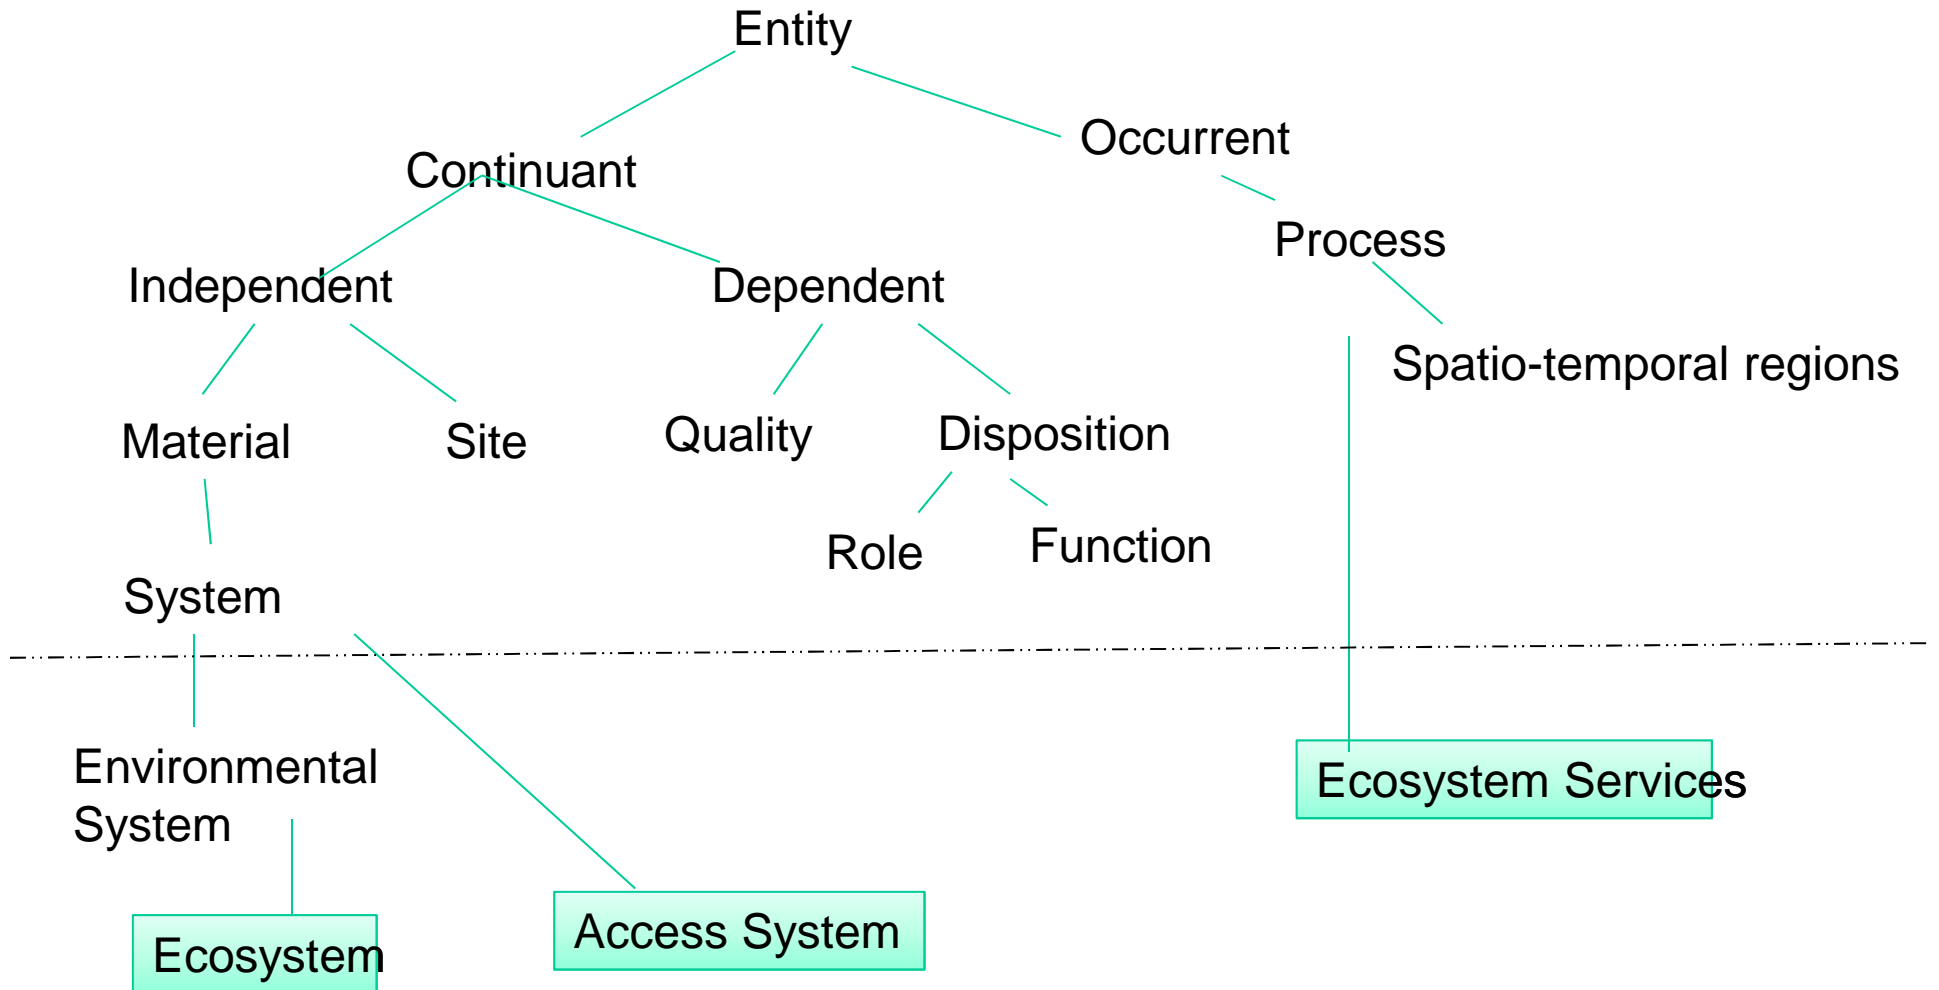 Entity
Occurrent
Continuant
Process
Independent
Dependent
Spatio-temporal regions
Material
Site
Quality
Disposition
Role
Function
System
Environmental
System
Ecosystem Services
Access System
Ecosystem